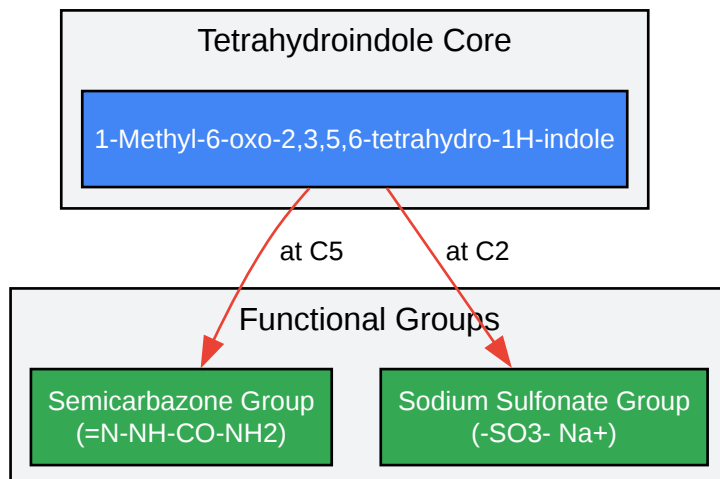 Tetrahydroindole Core
1-Methyl-6-oxo-2,3,5,6-tetrahydro-1H-indole
at C5
at C2
Functional Groups
Semicarbazone Group
(=N-NH-CO-NH2)
Sodium Sulfonate Group
(-SO3- Na+)